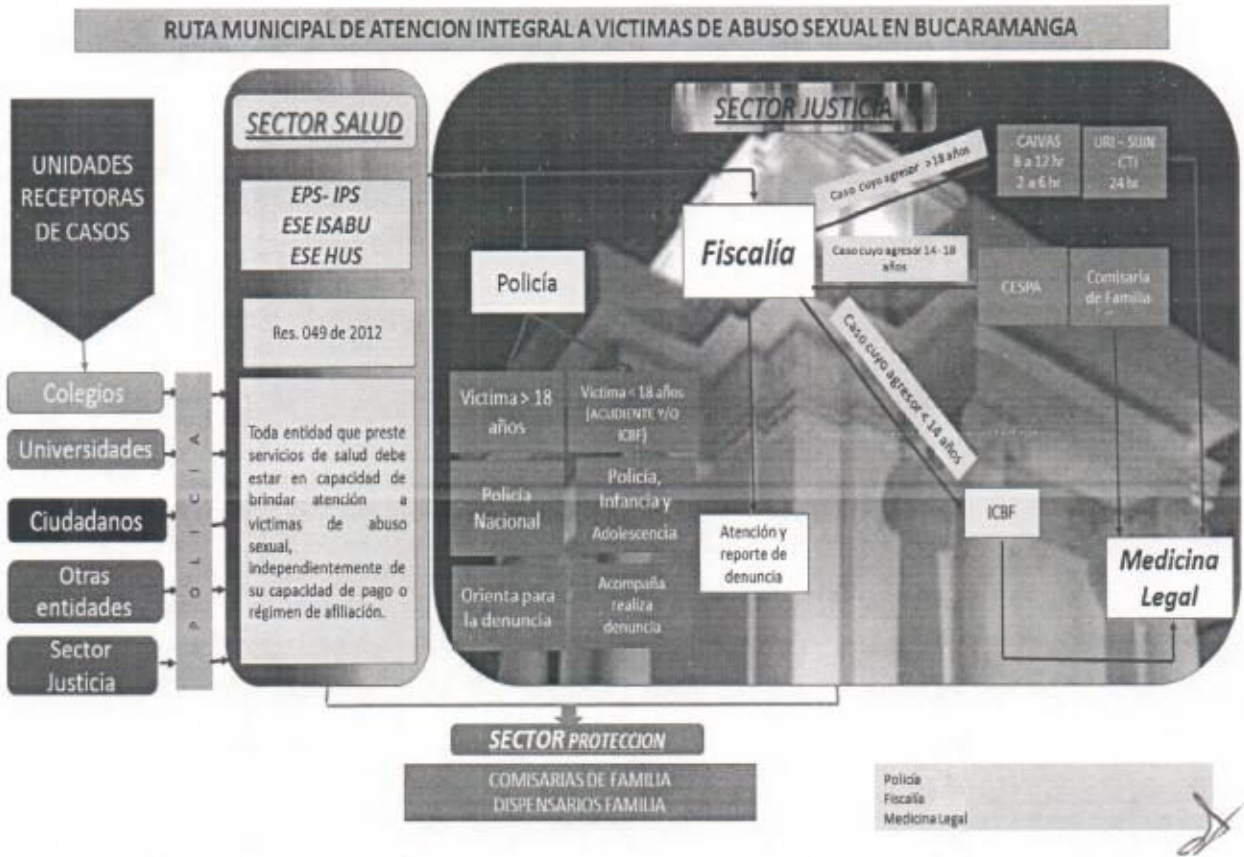 RUTA MUNICIPAL DE ATENCION INTEGRAL A VICTIMAS DE ABUSO SEXUAL EN BUCARAMANGA
UNIDADES
RECEPTORAS
DE CASOS
Colegios
Universidades
Ciudadanos
Otras
entidades
Sector
Justicia
POLICIA
SECTOR SALUD
EPS- IPS
ESE ISABU
ESE HUS
Res. 049 de 2012
Toda entidad que preste
servicios de salud debe
estar en capacidad de
brindar atención a
victimas de abuso
sexual,
independientemente de
su capacidad de pago o
régimen de afiliación.
SECTOR JUSTICIA
Policía
Victima > 18
años
Victima < 18 años
(ACUDIENTE Y/O
ICBF)
Policía
Nacional
Policía,
Infancia y
Adolescencia
Orienta para
la denuncia
Acompaña
realiza
denuncia
Fiscalía
Caso cuyo agresor >18 años
Caso cuyo agresor 14- 18
años
Caso cuyo agresor < 14 años
Atención y
reporte de
denuncia
CAIVAS
8 a 12 hr
2 a 6 hr
URI - SIJIN
- CTI
24 hr
CESPA
Comisaría
de Familia
ICBF
Medicina
Legal
SECTOR PROTECCION
COMISARIAS DE FAMILIA
DISPENSARIOS FAMILIA
Policía
Fiscalía
Medicina Legal